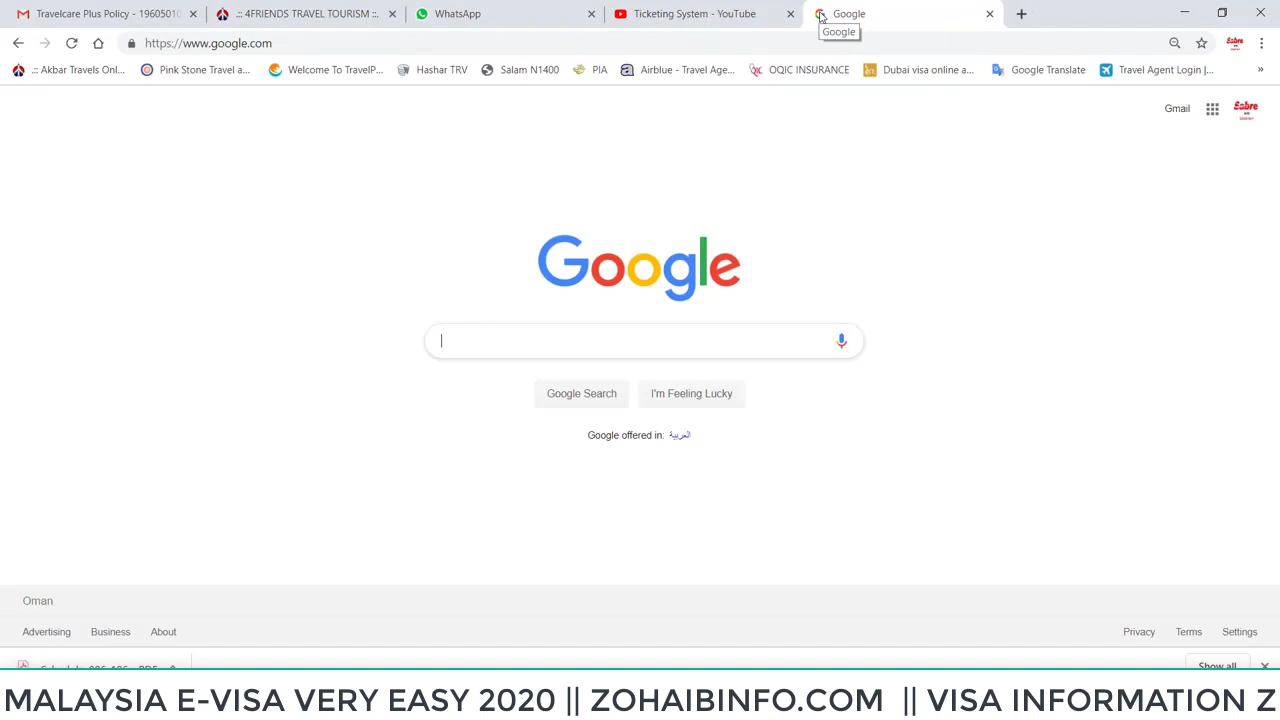 Travelcare Plus Policy - 19605010
.:: 4FRIENDS TRAVEL TOURISM ::.
WhatsApp
Ticketing System - YouTube
Google
Google
https://www.google.com
.:: Akbar Travels Onl...
Pink Stone Travel a...
Welcome To TravelP...
Hashar TRV
Salam N1400
PIA
Airblue - Travel Age...
OQIC INSURANCE
Dubai visa online a...
Google Translate
Travel Agent Login |...
»
Gmail
Sabre
Google
Google Search
I'm Feeling Lucky
Google offered in: العربية
Oman
Advertising
Business
About
Privacy
Terms
Settings
Show all
MALAYSIA E-VISA VERY EASY 2020 || ZOHAIBINFO.COM || VISA INFORMATION Z